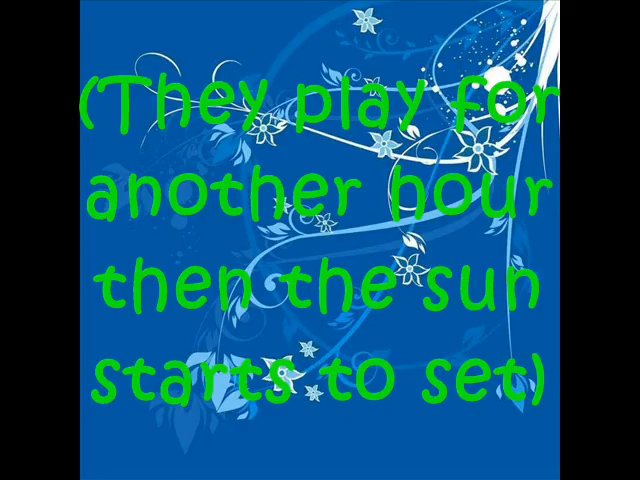 (They play for
another hour
then the sun
starts to set)